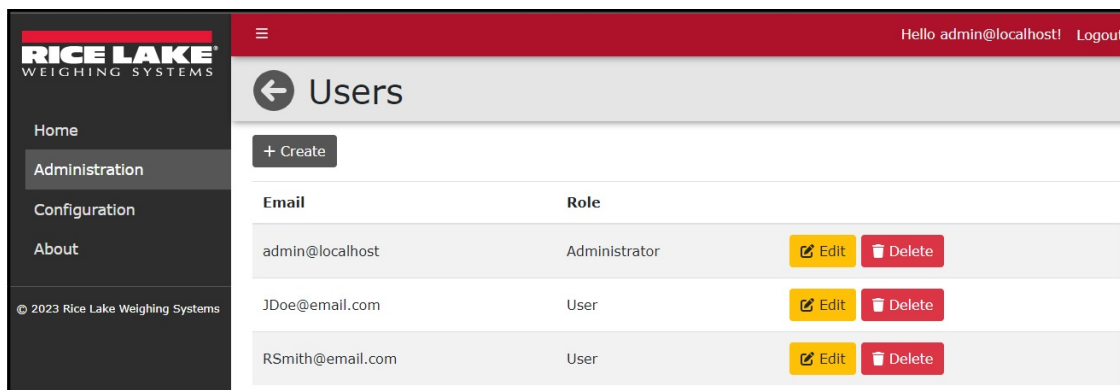 RICE LAKE
WEIGHING SYSTEMS
Home
Administration
Configuration
About
© 2023 Rice Lake Weighing Systems
Hello admin@localhost! Logout
Users
+ Create
Email Role
admin@localhost Administrator Edit Delete
JDoe@email.com User Edit Delete
RSmith@email.com User Edit Delete